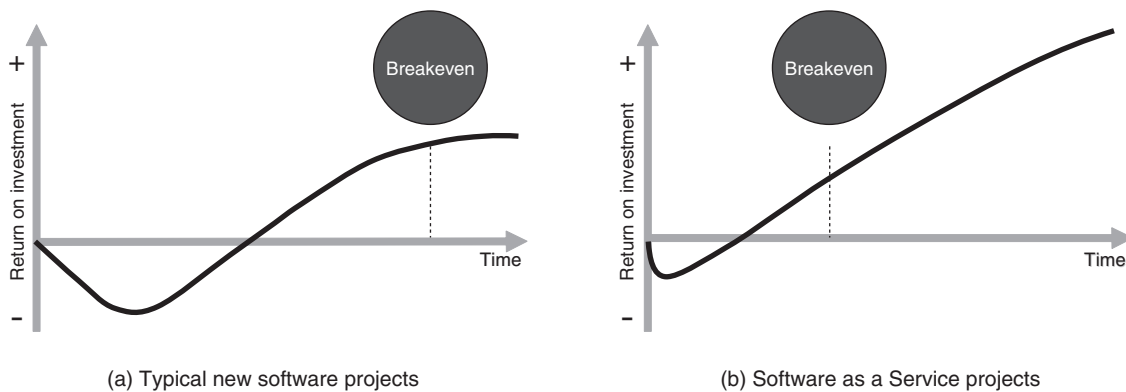 +
Return on investment
-
Breakeven
Time
(a) Typical new software projects
+
Return on investment
-
Breakeven
Time
(b) Software as a Service projects